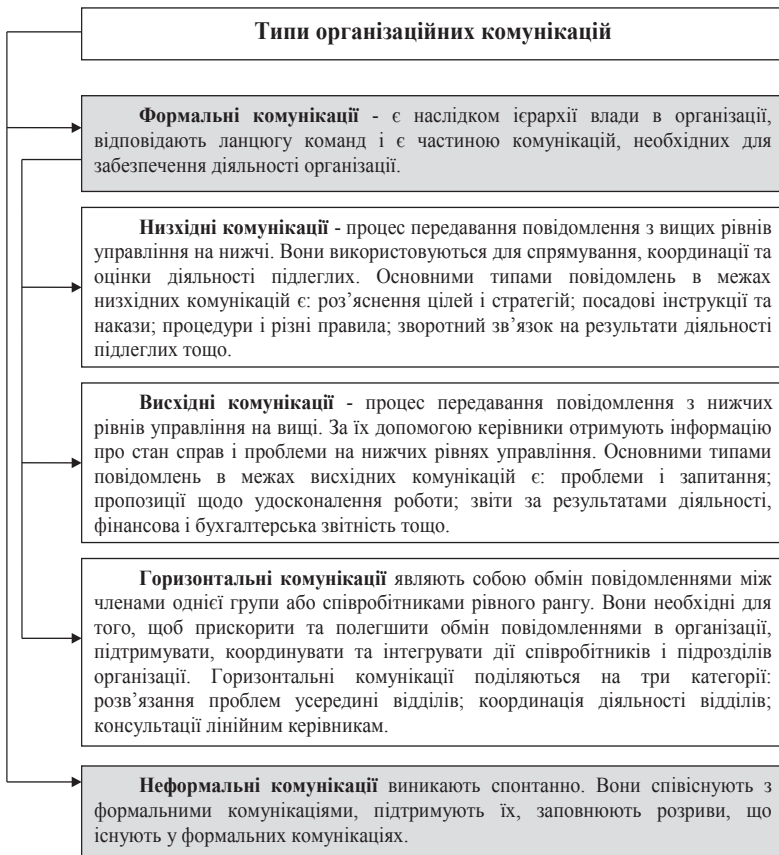 Типи організаційних комунікацій
Формальні комунікації - є наслідком ієрархії влади в організації,
відповідають ланцюгу команд і є частиною комунікацій, необхідних для
забезпечення діяльності організації.
Низхідні комунікації - процес передавання повідомлення з вищих рівнів
управління на нижчі. Вони використовуються для спрямування, координації та
оцінки діяльності підлеглих. Основними типами повідомлень в межах
низхідних комунікацій є: роз’яснення цілей і стратегій; посадові інструкції та
накази; процедури і різні правила; зворотний зв’язок на результати діяльності
підлеглих тощо.
Висхідні комунікації - процес передавання повідомлення з нижчих
рівнів управління на вищі. За їх допомогою керівники отримують інформацію
про стан справ і проблеми на нижчих рівнях управління. Основними типами
повідомлень в межах висхідних комунікацій є: проблеми і запитання;
пропозиції щодо удосконалення роботи; звіти за результатами діяльності,
фінансова і бухгалтерська звітність тощо.
Горизонтальні комунікації являють собою обмін повідомленнями між
членами однієї групи або співробітниками рівного рангу. Вони необхідні для
того, щоб прискорити та полегшити обмін повідомленнями в організації,
підтримувати, координувати та інтегрувати дії співробітників і підрозділів
організації. Горизонтальні комунікації поділяються на три категорії:
розв’язання проблем усередині відділів; координація діяльності відділів;
консультації лінійним керівникам.
Неформальні комунікації виникають спонтанно. Вони співіснують з
формальними комунікаціями, підтримують їх, заповнюють розриви, що
існують у формальних комунікаціях.